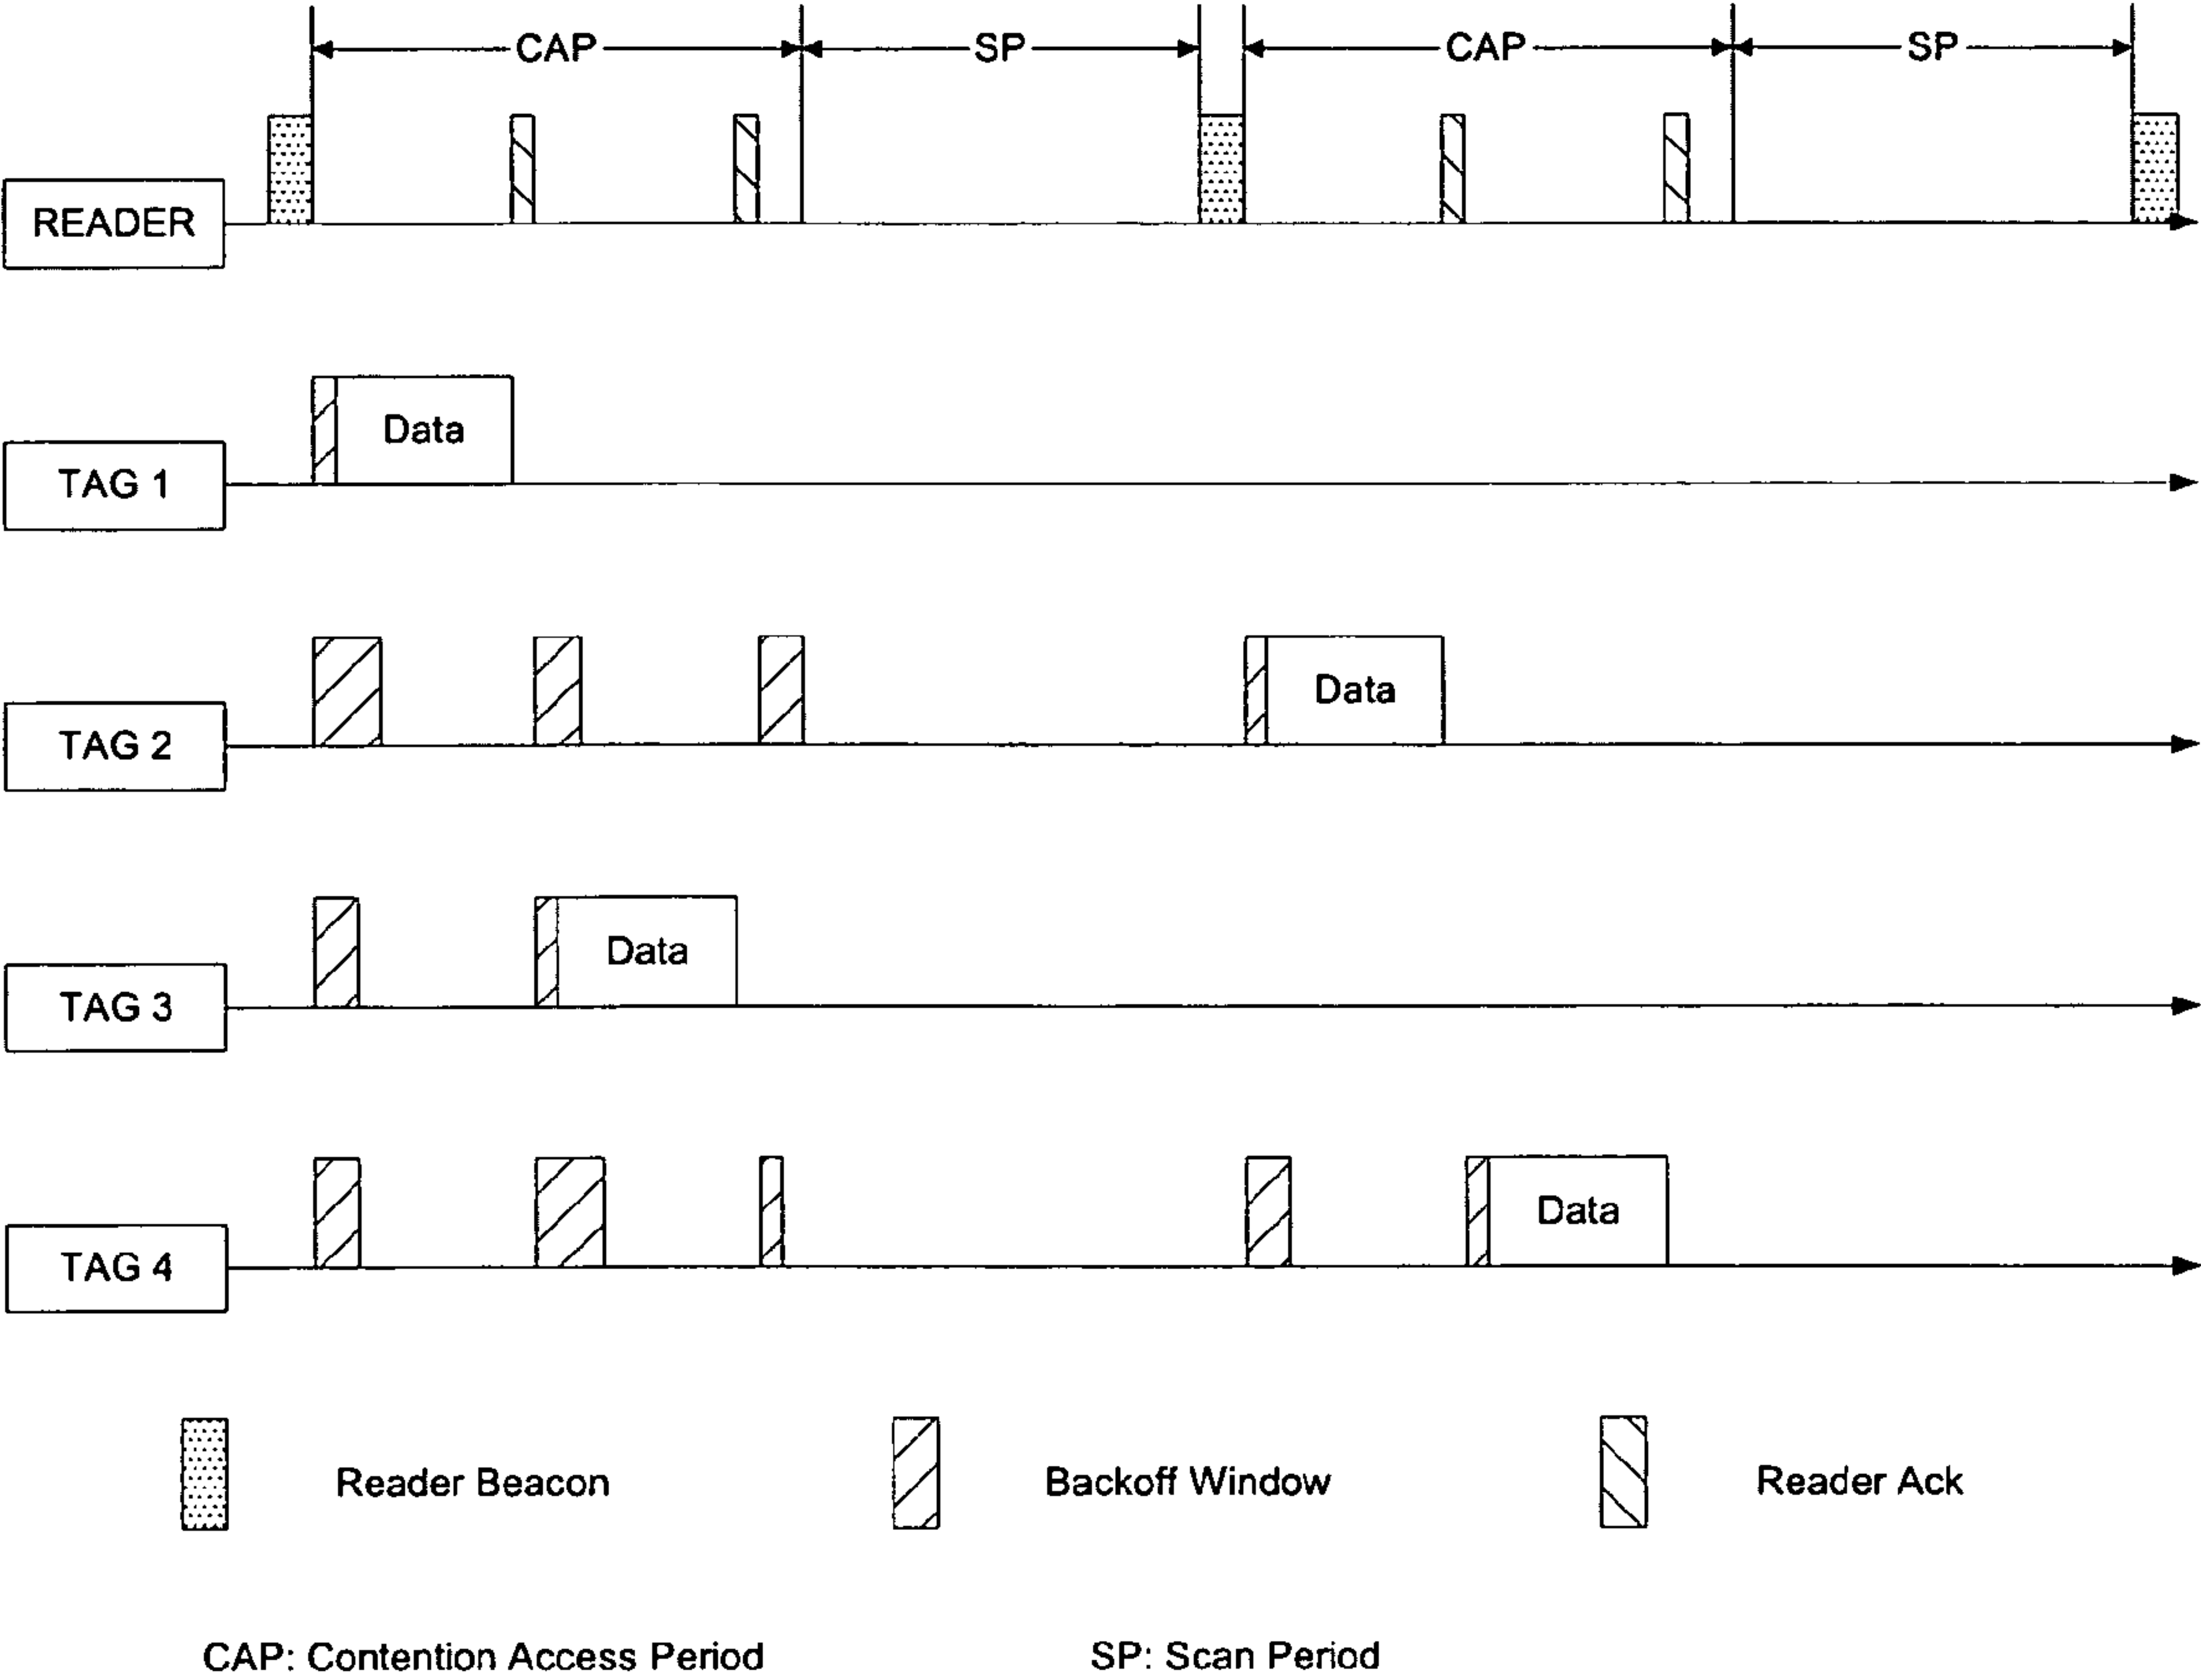 CAP SP CAP SP
READER
Data
TAG 1
Data
TAG 2
Data
TAG 3
Data
TAG 4
Reader Beacon Backoff Window Reader Ack
CAP: Contention Access Period SP: Scan Period